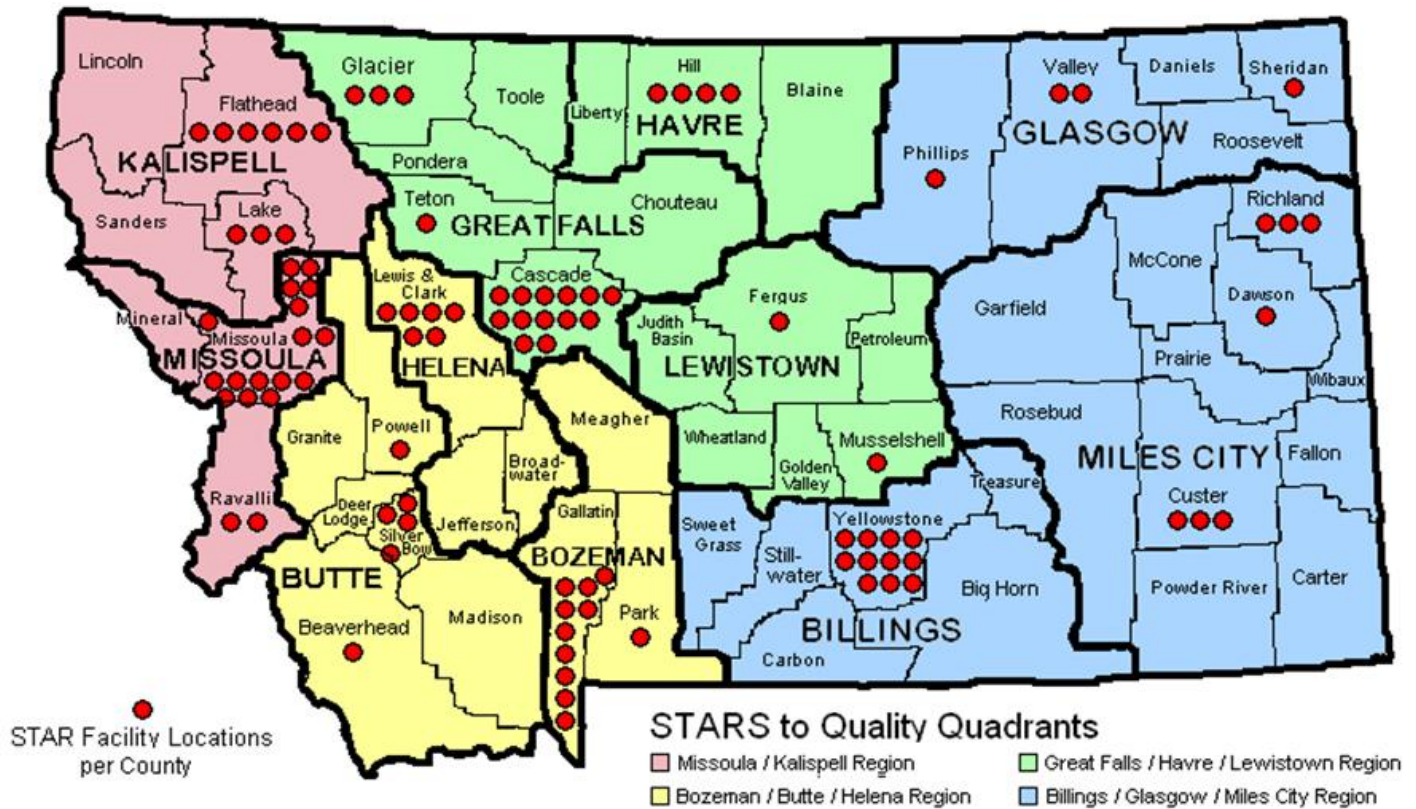 Lincoln
Flathead
KALISPELL
Sanders
Lake
Mineral
Missoula
MISSOULA
Ravalli
Glacier
Toole
Pondera
Teton
GREAT FALLS
Chouteau
Cascade
Liberty
Hill
HAVRE
Blaine
Fergus
Judith
Basin
Petroleum
LEWISTOWN
Wheatland
Golden
Valley
Musselshell
Lewis &
Clark
HELENA
Powell
Granite
Broad-
water
Jefferson
Deer
Lodge
Silver
Bow
BUTTE
Beaverhead
Madison
Meagher
Gallatin
BOZEMAN
Park
Phillips
Valley
Daniels
Sheridan
GLASGOW
Roosevelt
Richland
McCone
Garfield
Dawson
Prairie
Wibaux
Rosebud
MILES CITY
Fallon
Custer
Powder River
Carter
Treasure
Yellowstone
Sweet
Grass
Still-
water
Big Horn
BILLINGS
Carbon
STAR Facility Locations
per County
STARS to Quality Quadrants
Missoula / Kalispell Region
Great Falls / Havre / Lewistown Region
Bozeman / Butte / Helena Region
Billings / Glasgow / Miles City Region